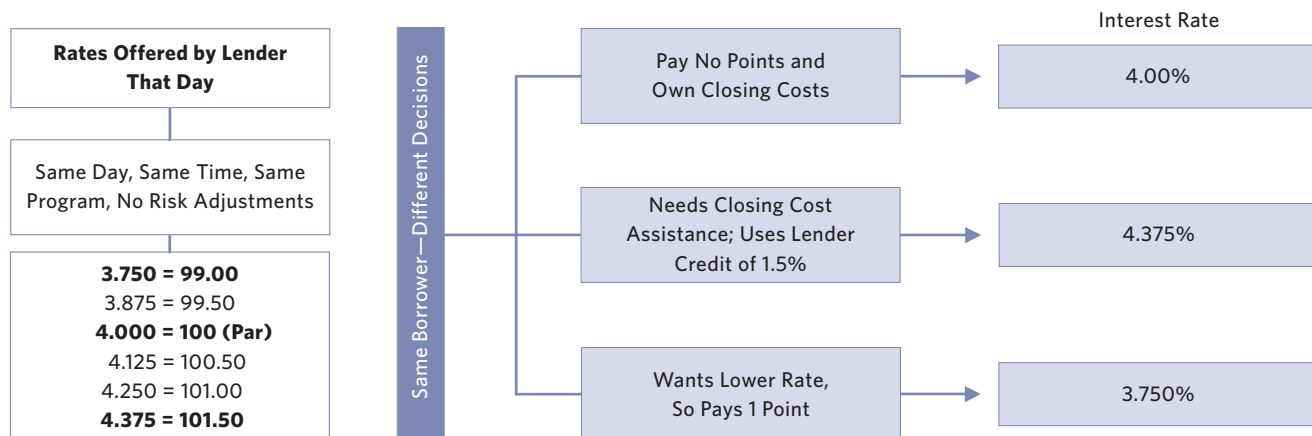 Rates Offered by Lender
That Day
Same Day, Same Time, Same
Program, No Risk Adjustments
3.750 = 99.00
3.875 = 99.50
4.000 = 100 (Par)
4.125 = 100.50
4.250 = 101.00
4.375 = 101.50
Same Borrower—Different Decisions
Pay No Points and
Own Closing Costs
Needs Closing Cost
Assistance; Uses Lender
Credit of 1.5%
Wants Lower Rate,
So Pays 1 Point
Interest Rate
4.00%
4.375%
3.750%